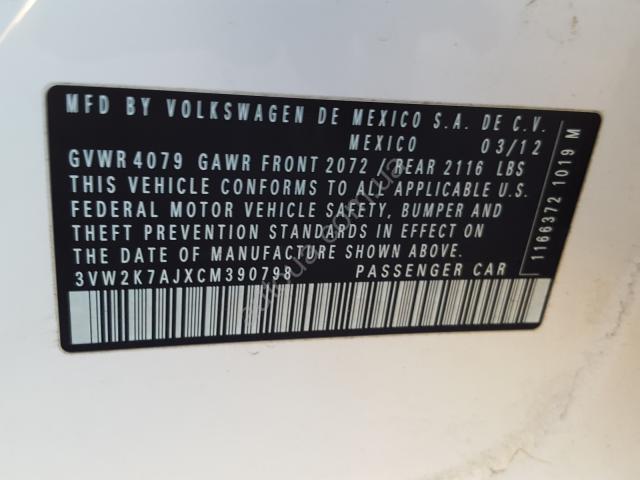 MFD BY VOLKSWAGEN DE MEXICO S.A. DE C.V.
MEXICO 03/12
GVWR 4079 GAWR FRONT 2072 / REAR 2116 LBS
THIS VEHICLE CONFORMS TO ALL APPLICABLE U.S.
FEDERAL MOTOR VEHICLE SAFETY, BUMPER AND
THEFT PREVENTION STANDARDS IN EFFECT ON
THE DATE OF MANUFACTURE SHOWN ABOVE.
3VW2K7AJXCM390798 PASSENGER CAR
1166372 1019 M